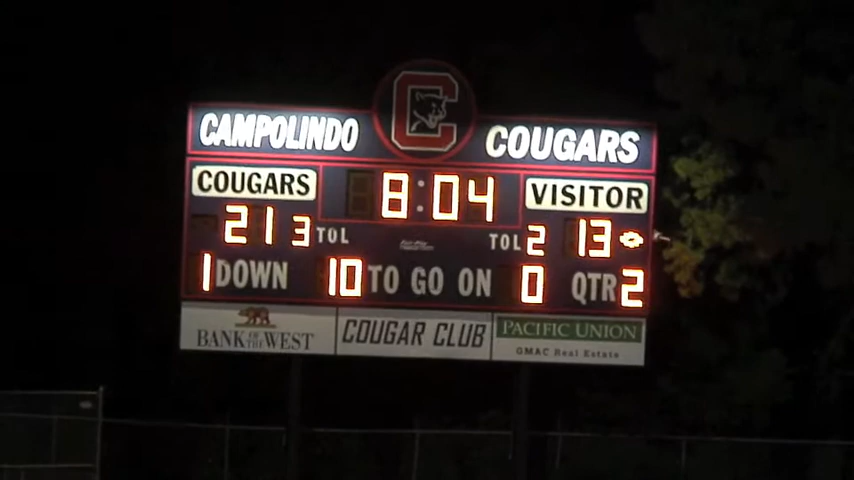 C
CAMPOLINDO COUGARS
COUGARS 8:04 VISITOR
21 3 TOL TOL 2 13
1 DOWN 10 TO GO ON 0 QTR 2
BANK OF THE WEST COUGAR CLUB PACIFIC UNION
GMAC Real Estate